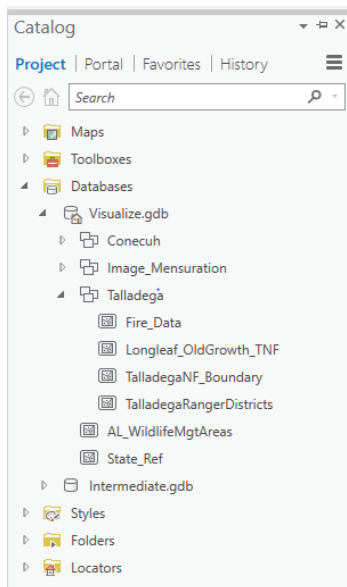 Catalog
Project | Portal | Favorites | History
Search
Maps
Toolboxes
Databases
Visualize.gdb
Conecuh
Image_Mensuration
Talladega
Fire_Data
Longleaf_OldGrowth_TNF
TalladegaNF_Boundary
TalladegaRangerDistricts
AL_WildlifeMgtAreas
State_Ref
Intermediate.gdb
Styles
Folders
Locators